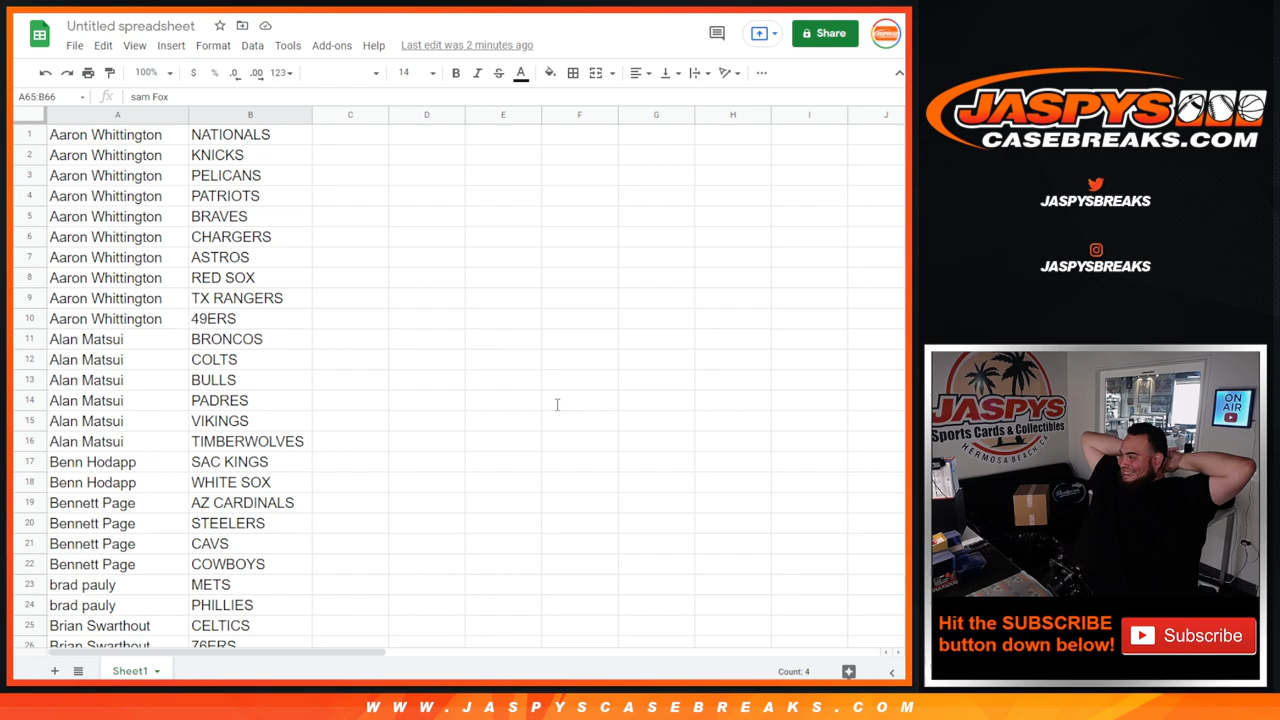 Untitled spreadsheet
File Edit View Insert Format Data Tools Add-ons Help Last edit was 2 minutes ago
Share
100% $ % .0 .00 123 14 B I S A
A65:B66 fx sam Fox
A B C D E F G H I J
1 Aaron Whittington NATIONALS
2 Aaron Whittington KNICKS
3 Aaron Whittington PELICANS
4 Aaron Whittington PATRIOTS
5 Aaron Whittington BRAVES
6 Aaron Whittington CHARGERS
7 Aaron Whittington ASTROS
8 Aaron Whittington RED SOX
9 Aaron Whittington TX RANGERS
10 Aaron Whittington 49ERS
11 Alan Matsui BRONCOS
12 Alan Matsui COLTS
13 Alan Matsui BULLS
14 Alan Matsui PADRES
15 Alan Matsui VIKINGS
16 Alan Matsui TIMBERWOLVES
17 Benn Hodapp SAC KINGS
18 Benn Hodapp WHITE SOX
19 Bennett Page AZ CARDINALS
20 Bennett Page STEELERS
21 Bennett Page CAVS
22 Bennett Page COWBOYS
23 brad pauly METS
24 brad pauly PHILLIES
25 Brian Swarthout CELTICS
26 Brian Swarthout 76ERS
Sheet1
Count: 4
JASPYS
CASEBREAKS.COM
JASPYSBREAKS
JASPYSBREAKS
JASPYS
Sports Cards & Collectibles
HERMOSA BEACH CA
ON
AIR
Hit the SUBSCRIBE
button down below!
Subscribe
WWW.JASPYSCASEBREAKS.COM